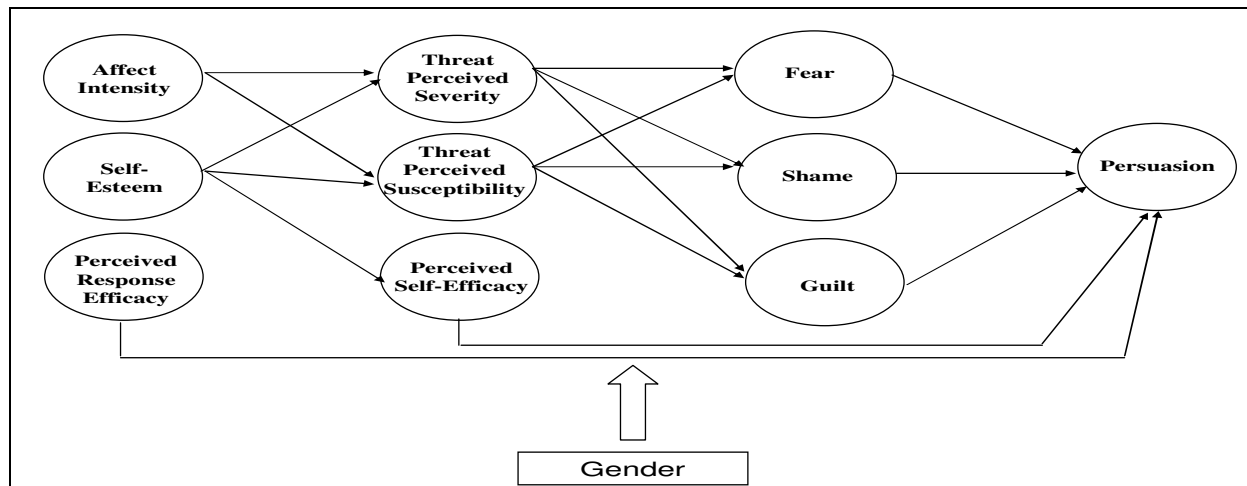 Affect
Intensity
Threat
Perceived
Severity
Fear
Self-
Esteem
Threat
Perceived
Susceptibility
Shame
Persuasion
Perceived
Response
Efficacy
Perceived
Self-Efficacy
Guilt
Gender